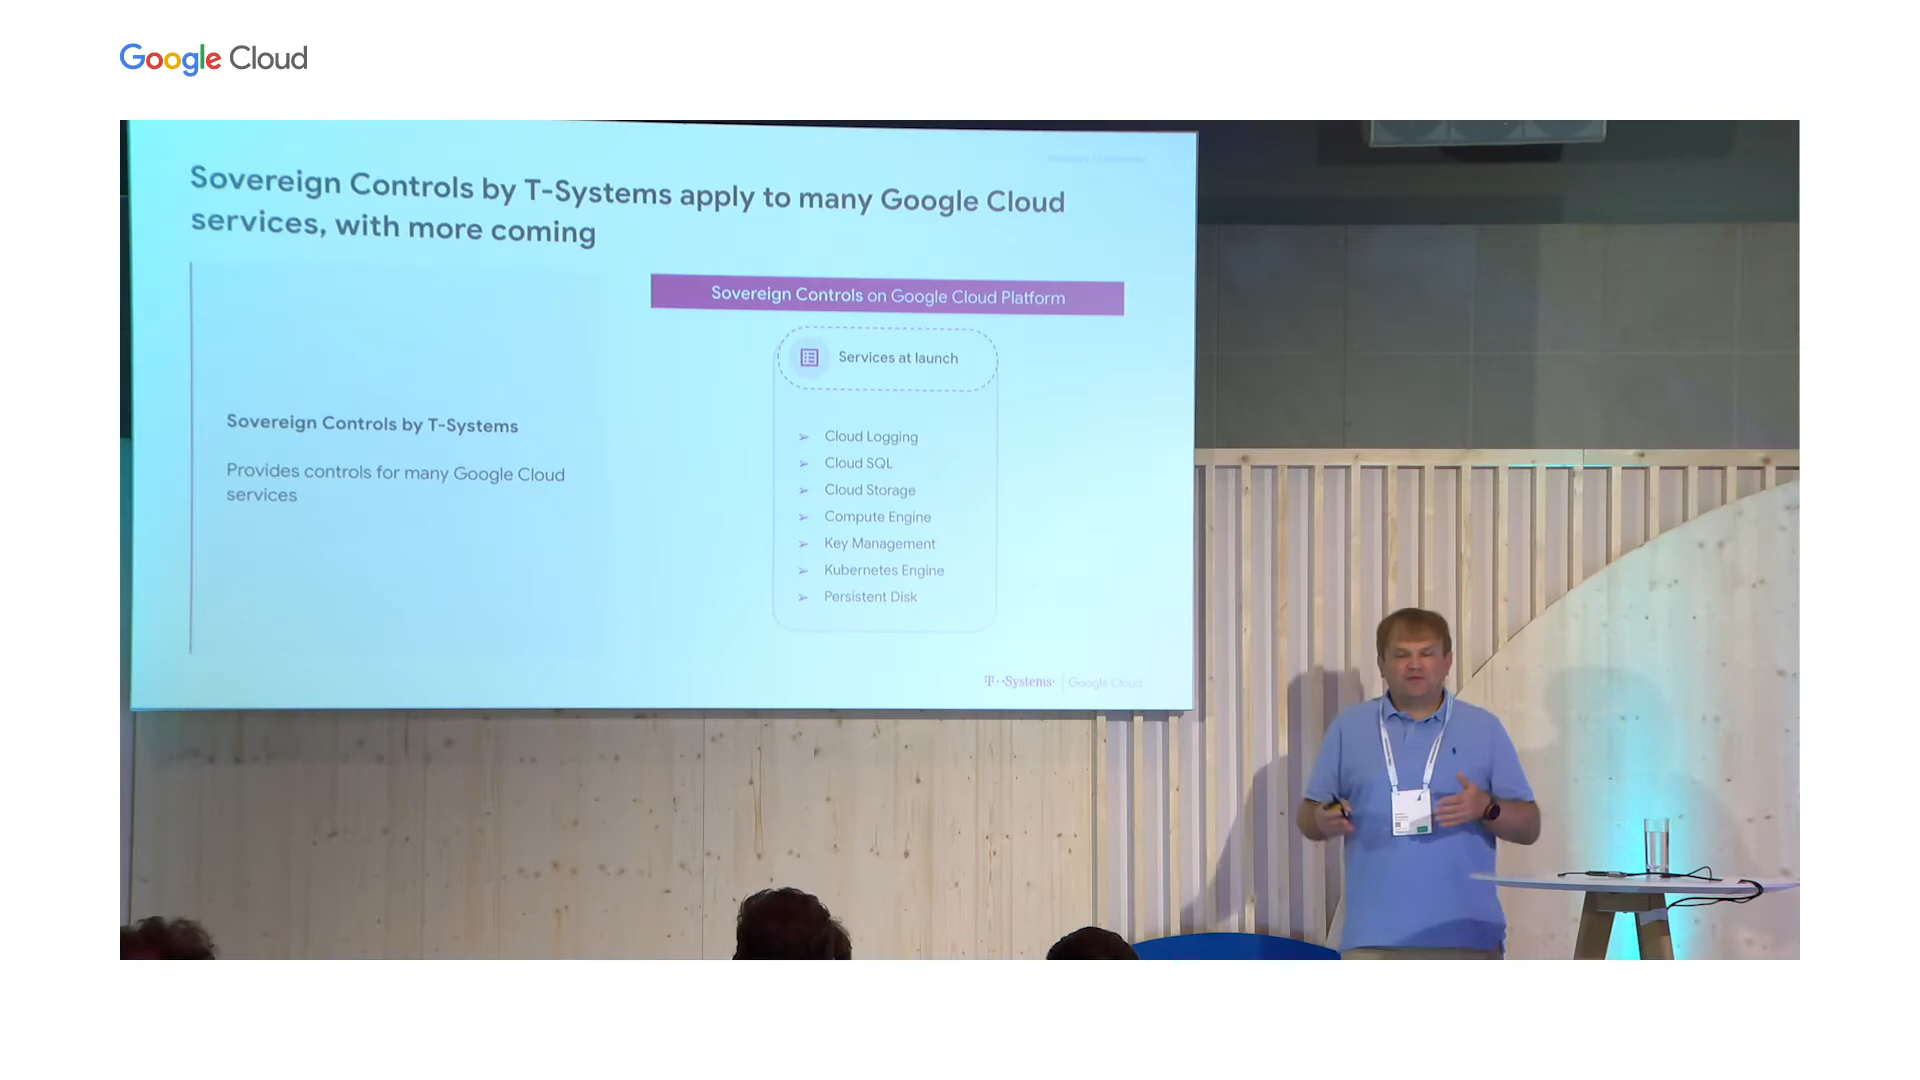 Google Cloud
Sovereign Controls by T-Systems apply to many Google Cloud
services, with more coming
Sovereign Controls by T-Systems
Provides controls for many Google Cloud
services
Sovereign Controls on Google Cloud Platform
Services at launch
➢ Cloud Logging
➢ Cloud SQL
➢ Cloud Storage
➢ Compute Engine
➢ Key Management
➢ Kubernetes Engine
➢ Persistent Disk
T··Systems· Google Cloud